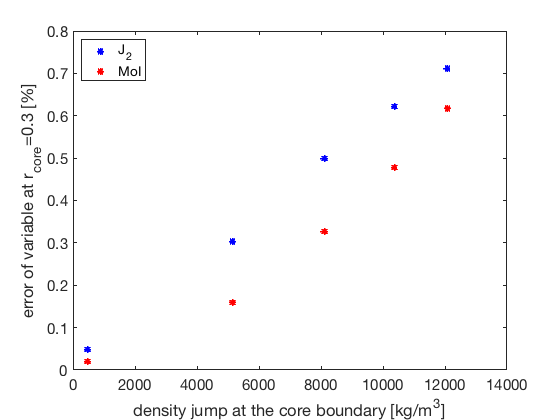 0.8
0.7
0.6
0.5
0.4
0.3
0.2
0.1
0
0 2000 4000 6000 8000 10000 12000 14000
J2
MoI
error of variable at rcore=0.3 [%]
density jump at the core boundary [kg/m3]